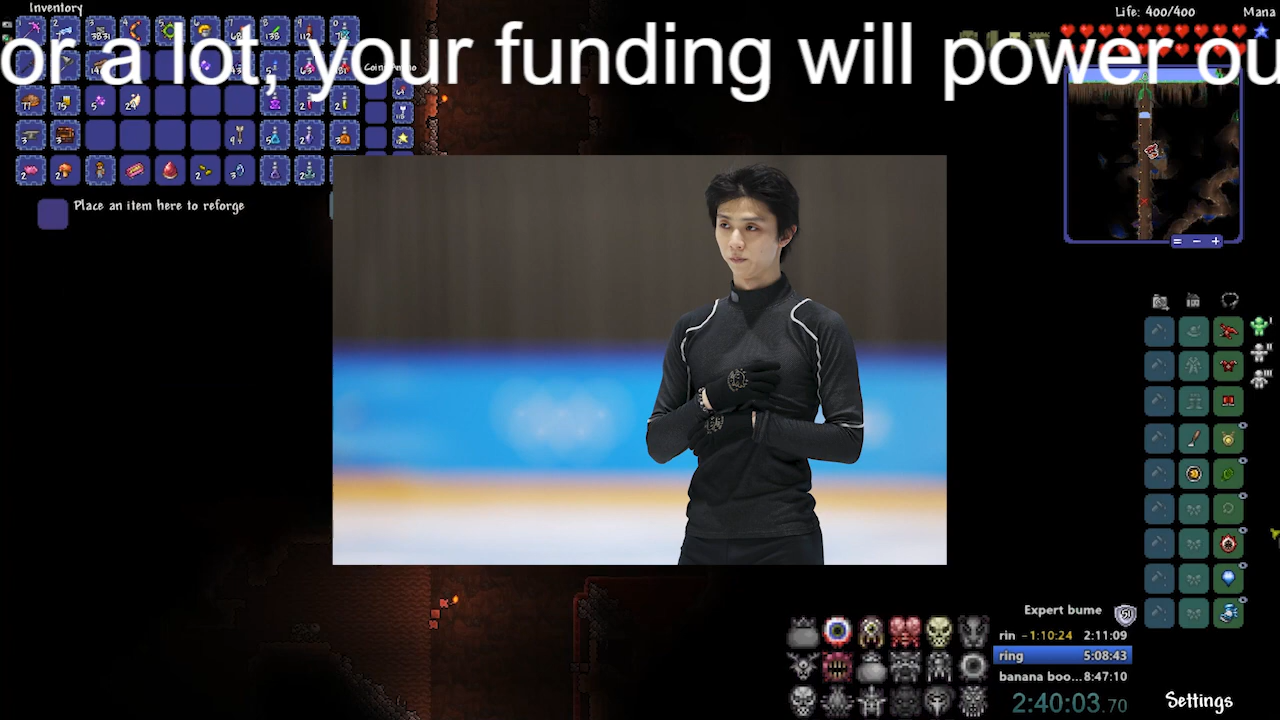 Inventory
Life: 400/400
Mana
or a lot, your funding will power ou
Place an item here to reforge
Expert bume
50
rin -1:10:24 2:11:09
ring 5:08:43
banana boo... 8:47:10
2:40:03.70
Settings